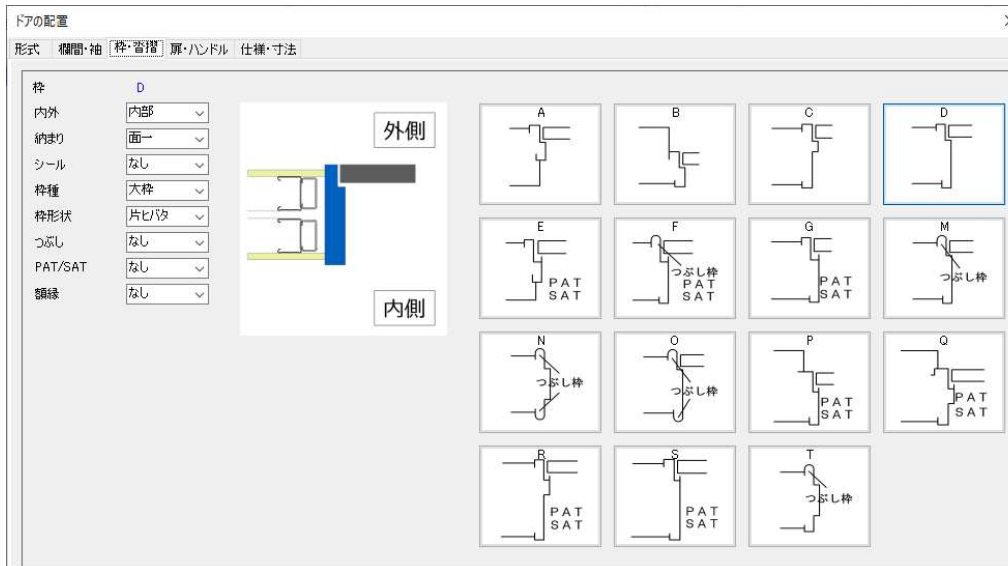 ドアの配置
形式 欄間・袖 枠・沓摺 扉・ハンドル 仕様・寸法
枠 D
内外 内部
納まり 面一
シール なし
枠種 大枠
枠形状 片ヒバタ
つぶし なし
PAT/SAT なし
額縁 なし
外側
内側
A B C D
E F G M
PAT
SAT
つぶし枠
PAT
SAT
PAT
SAT
つぶし枠
N O P Q
つぶし枠
つぶし枠
PAT
SAT
PAT
SAT
R S T
PAT
SAT
PAT
SAT
つぶし枠